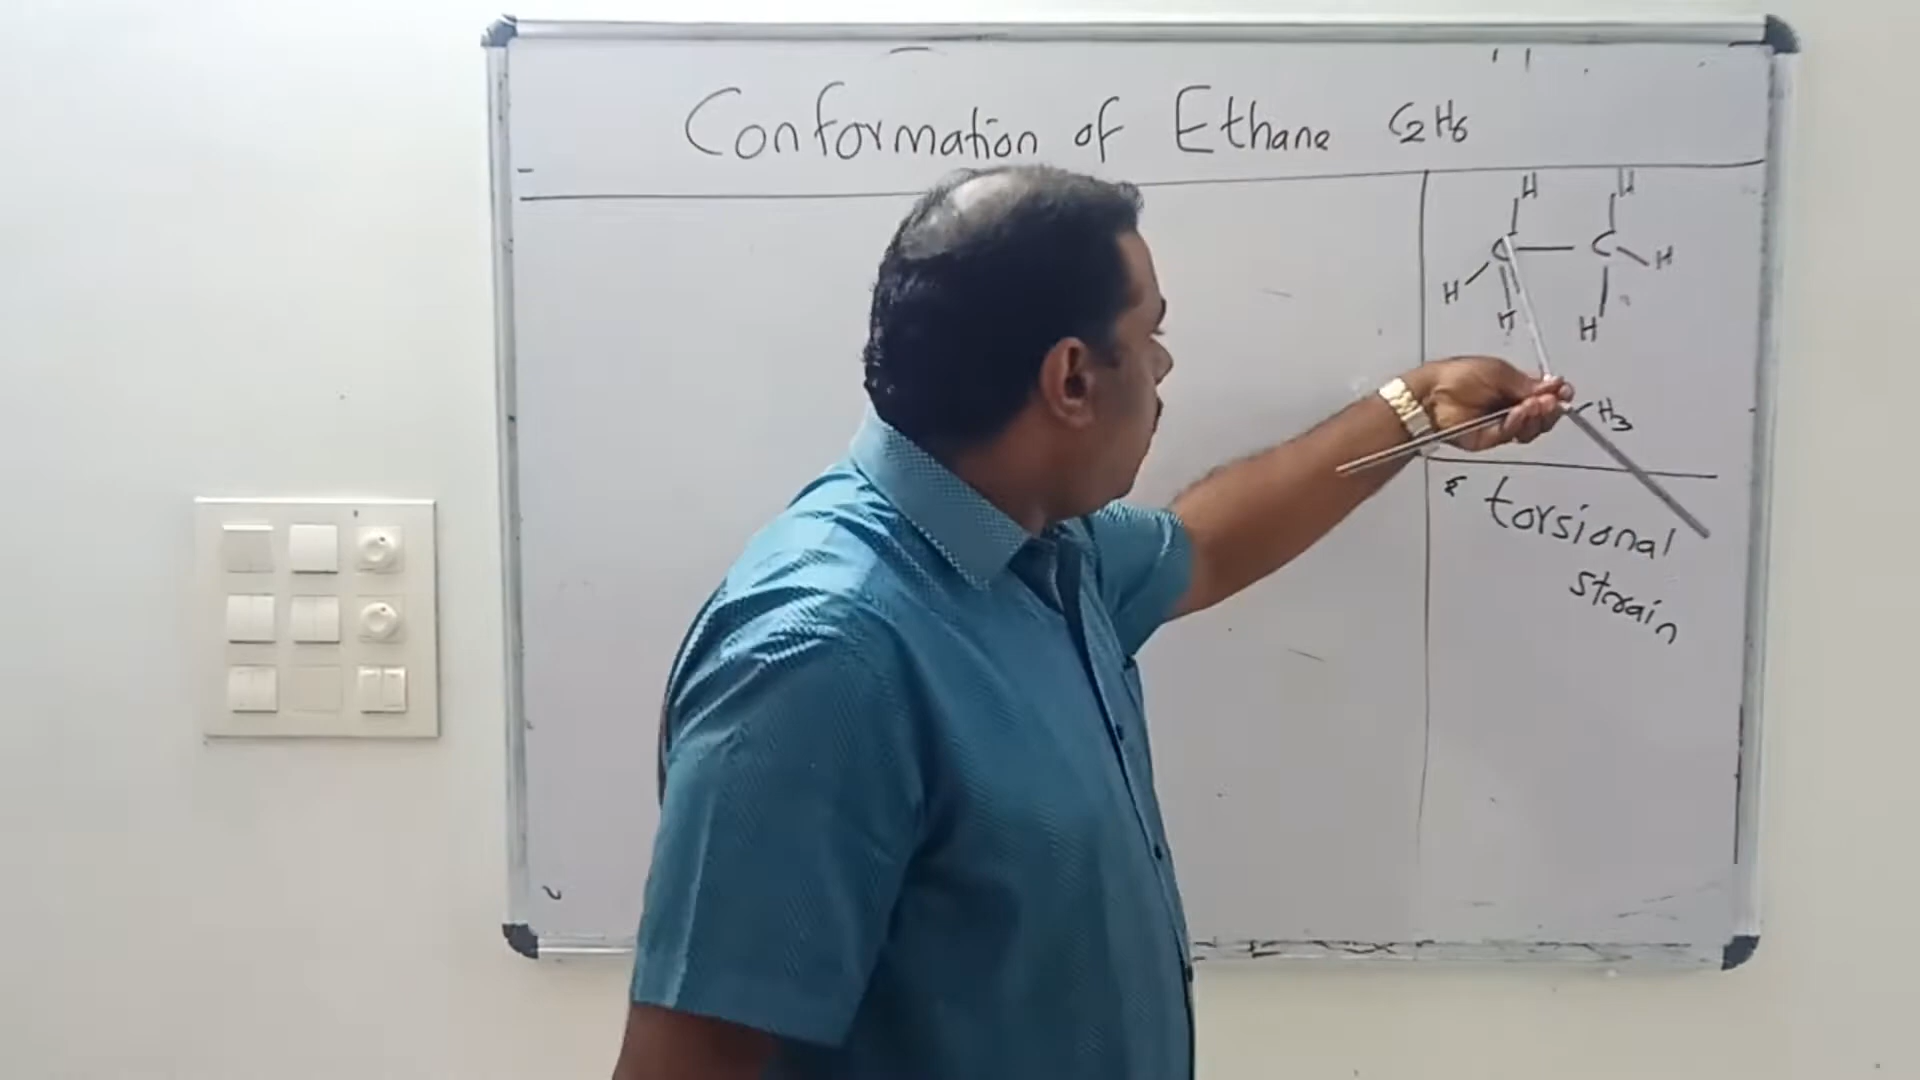 Conformation of Ethane C2H6
H H
C C
H
H
H H
H3
torsional
strain